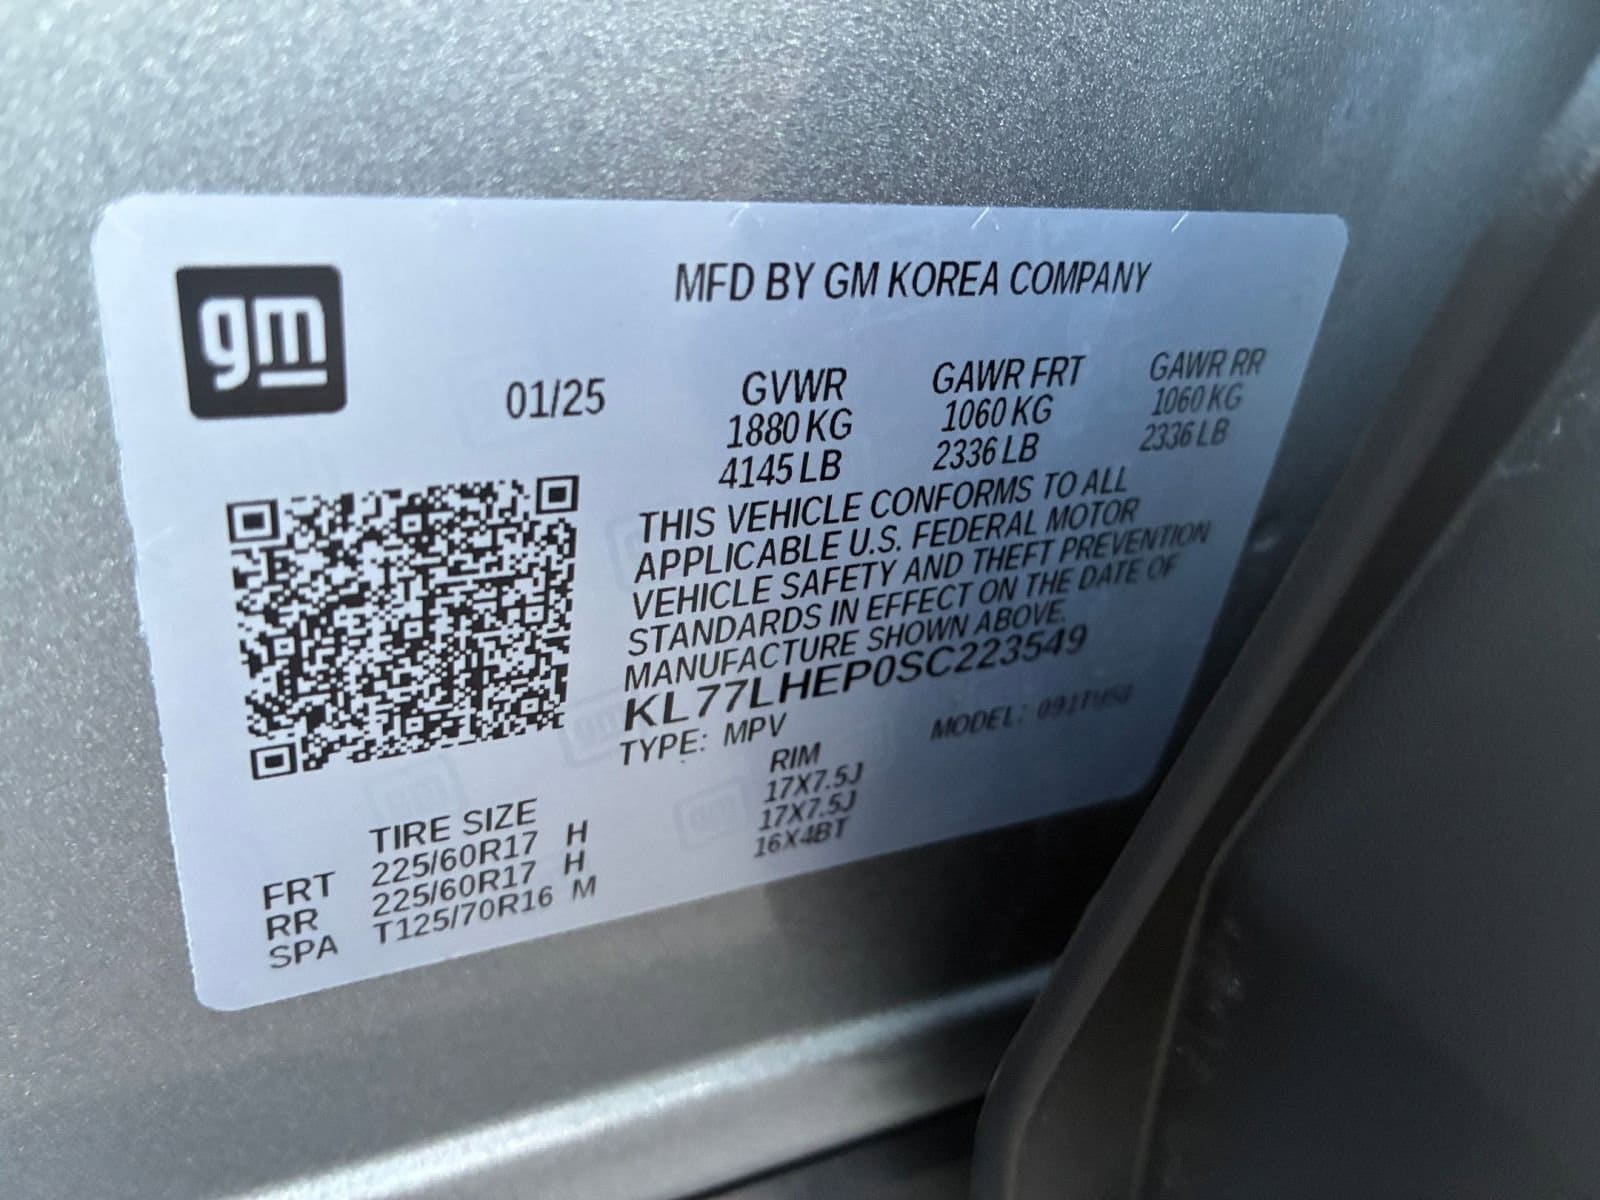 gm
MFD BY GM KOREA COMPANY
01/25
GVWR GAWR FRT GAWR RR
1880 KG 1060 KG 1060 KG
4145 LB 2336 LB 2336 LB
THIS VEHICLE CONFORMS TO ALL
APPLICABLE U.S. FEDERAL MOTOR
VEHICLE SAFETY AND THEFT PREVENTION
STANDARDS IN EFFECT ON THE DATE OF
MANUFACTURE SHOWN ABOVE.
KL77LHEP0SC223549
TYPE: MPV MODEL:
TIRE SIZE RIM
FRT 225/60R17 H 17X7.5J
RR 225/60R17 H 17X7.5J
SPA T125/70R16 M 16X4BT